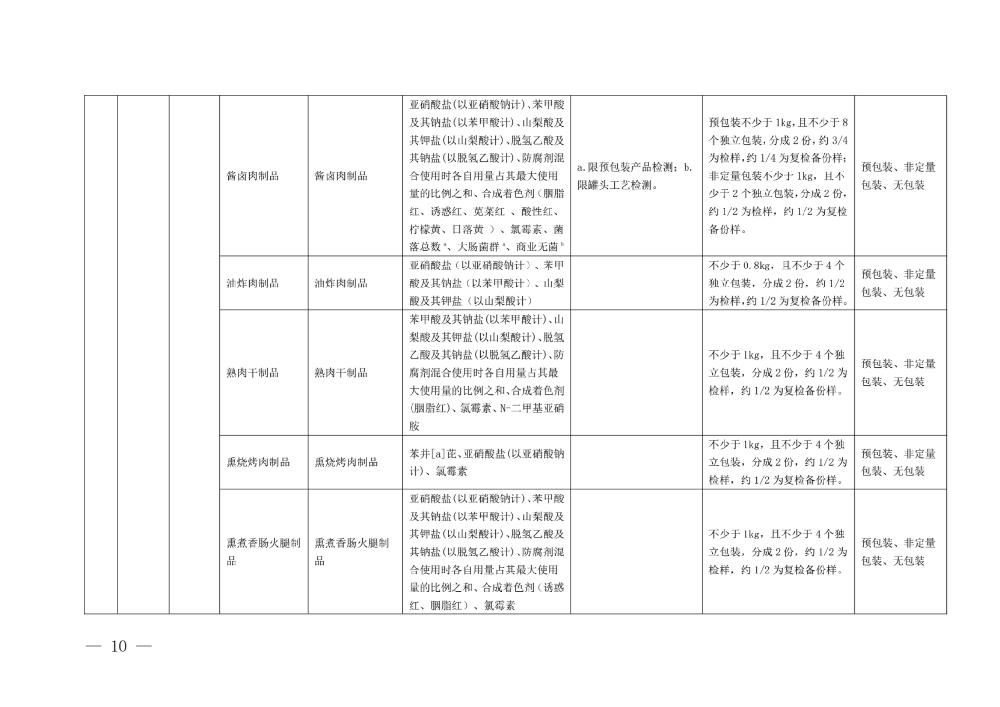 酱卤肉制品
酱卤肉制品
亚硝酸盐(以亚硝酸钠计)、苯甲酸
及其钠盐(以苯甲酸计)、山梨酸及
其钾盐(以山梨酸计)、脱氢乙酸及
其钠盐(以脱氢乙酸计)、防腐剂混
合使用时各自用量占其最大使用
量的比例之和、合成着色剂（胭脂
红、诱惑红、苋菜红 、酸性红、
柠檬黄、日落黄 ）、氯霉素、菌
落总数ª、大肠菌群ª、商业无菌ᵇ
a.限预包装产品检测；b.
限罐头工艺检测。
预包装不少于 1kg,且不少于 8
个独立包装,分成 2 份,约 3/4
为检样,约 1/4 为复检备份样；
非定量包装不少于 1kg，且不
少于 2 个独立包装,分成 2 份，
约 1/2 为检样，约 1/2 为复检
备份样。
预包装、非定量
包装、无包装
油炸肉制品
油炸肉制品
亚硝酸盐（以亚硝酸钠计）、苯甲
酸及其钠盐（以苯甲酸计）、山梨
酸及其钾盐（以山梨酸计）
不少于 0.8kg，且不少于 4 个
独立包装，分成 2 份，约 1/2
为检样,约 1/2 为复检备份样。
预包装、非定量
包装、无包装
熟肉干制品
熟肉干制品
苯甲酸及其钠盐(以苯甲酸计)、山
梨酸及其钾盐(以山梨酸计)、脱氢
乙酸及其钠盐(以脱氢乙酸计)、防
腐剂混合使用时各自用量占其最
大使用量的比例之和、合成着色剂
(胭脂红)、氯霉素、N-二甲基亚硝
胺
不少于 1kg，且不少于 4 个独
立包装，分成 2 份，约 1/2 为
检样，约 1/2 为复检备份样。
预包装、非定量
包装、无包装
熏烧烤肉制品
熏烧烤肉制品
苯并[a]芘、亚硝酸盐(以亚硝酸钠
计)、氯霉素
不少于 1kg，且不少于 4 个独
立包装，分成 2 份，约 1/2 为
检样，约 1/2 为复检备份样。
预包装、非定量
包装、无包装
熏煮香肠火腿制
品
熏煮香肠火腿制
品
亚硝酸盐(以亚硝酸钠计)、苯甲酸
及其钠盐(以苯甲酸计)、山梨酸及
其钾盐(以山梨酸计)、脱氢乙酸及
其钠盐(以脱氢乙酸计)、防腐剂混
合使用时各自用量占其最大使用
量的比例之和、合成着色剂（诱惑
红、胭脂红）、氯霉素
不少于 1kg，且不少于 4 个独
立包装，分成 2 份，约 1/2 为
检样，约 1/2 为复检备份样。
预包装、非定量
包装、无包装
— 10 —